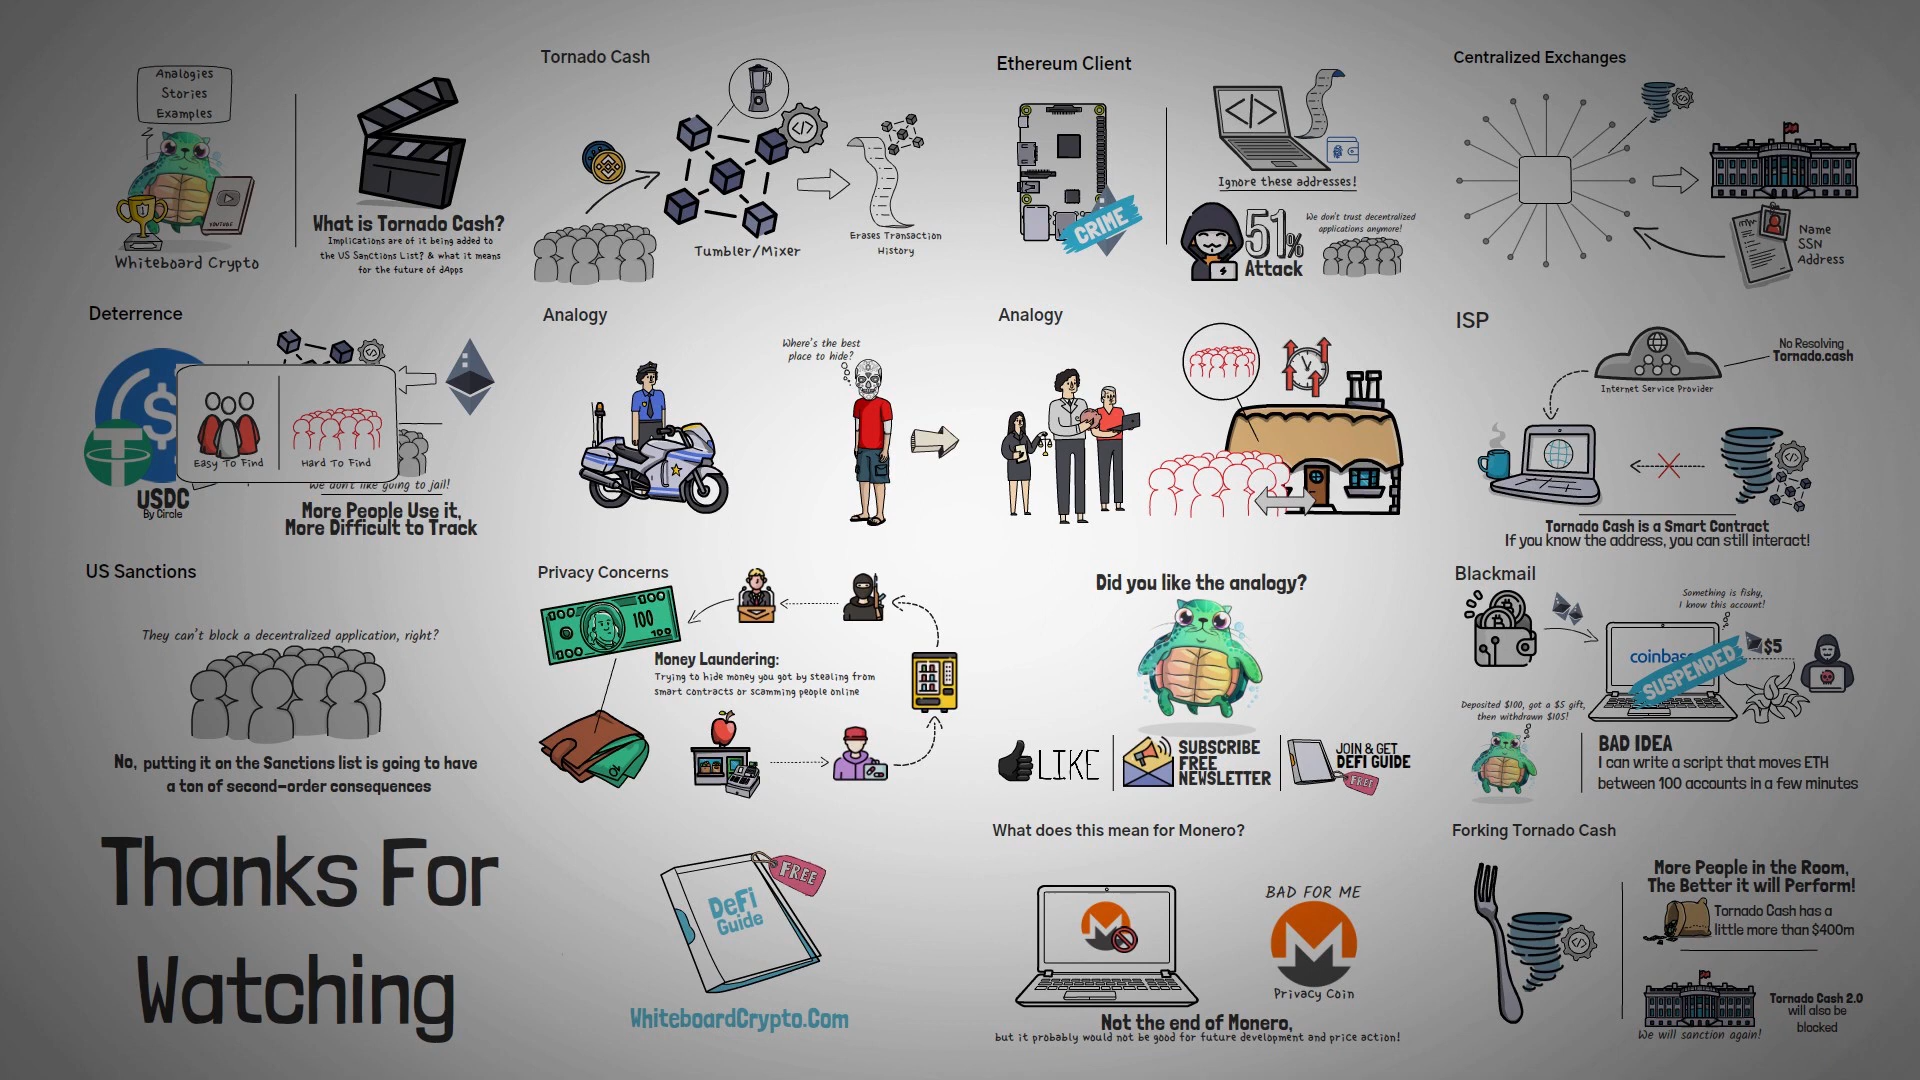 Analogies
Stories
Examples
YOUTUBE
Whiteboard Crypto
What is Tornado Cash?
Implications are of it being added to
the US Sanctions List? & what it means
for the future of dApps
Tornado Cash
Tumbler/Mixer
Erases Transaction
History
Ethereum Client
CRIME
Ignore these addresses!
51%
Attack
We don't trust decentralized
applications anymore!
Centralized Exchanges
Name
SSN
Address
Deterrence
Easy To Find
Hard To Find
USDC
By Circle
We don't like going to jail!
More People Use it,
More Difficult to Track
Analogy
Where's the best
place to hide?
Analogy
ISP
No Resolving
Tornado.cash
Internet Service Provider
Tornado Cash is a Smart Contract
If you know the address, you can still interact!
US Sanctions
They can't block a decentralized application, right?
No, putting it on the Sanctions list is going to have
a ton of second-order consequences
Privacy Concerns
100
100
100
100
Money Laundering:
Trying to hide money you got by stealing from
smart contracts or scamming people online
Did you like the analogy?
LIKE
SUBSCRIBE
FREE
NEWSLETTER
JOIN & GET
DEFI GUIDE
FREE
Blackmail
Something is fishy,
I know this account!
coinbase
SUSPENDED
$5
Deposited $100, got a $5 gift,
then withdrawn $105!
BAD IDEA
I can write a script that moves ETH
between 100 accounts in a few minutes
Thanks For
Watching
DeFi
Guide
FREE
WhiteboardCrypto.Com
What does this mean for Monero?
BAD FOR ME
Privacy Coin
Not the end of Monero,
but it probably would not be good for future development and price action!
Forking Tornado Cash
More People in the Room,
The Better it will Perform!
Tornado Cash has a
little more than $400m
We will sanction again!
Tornado Cash 2.0
will also be
blocked